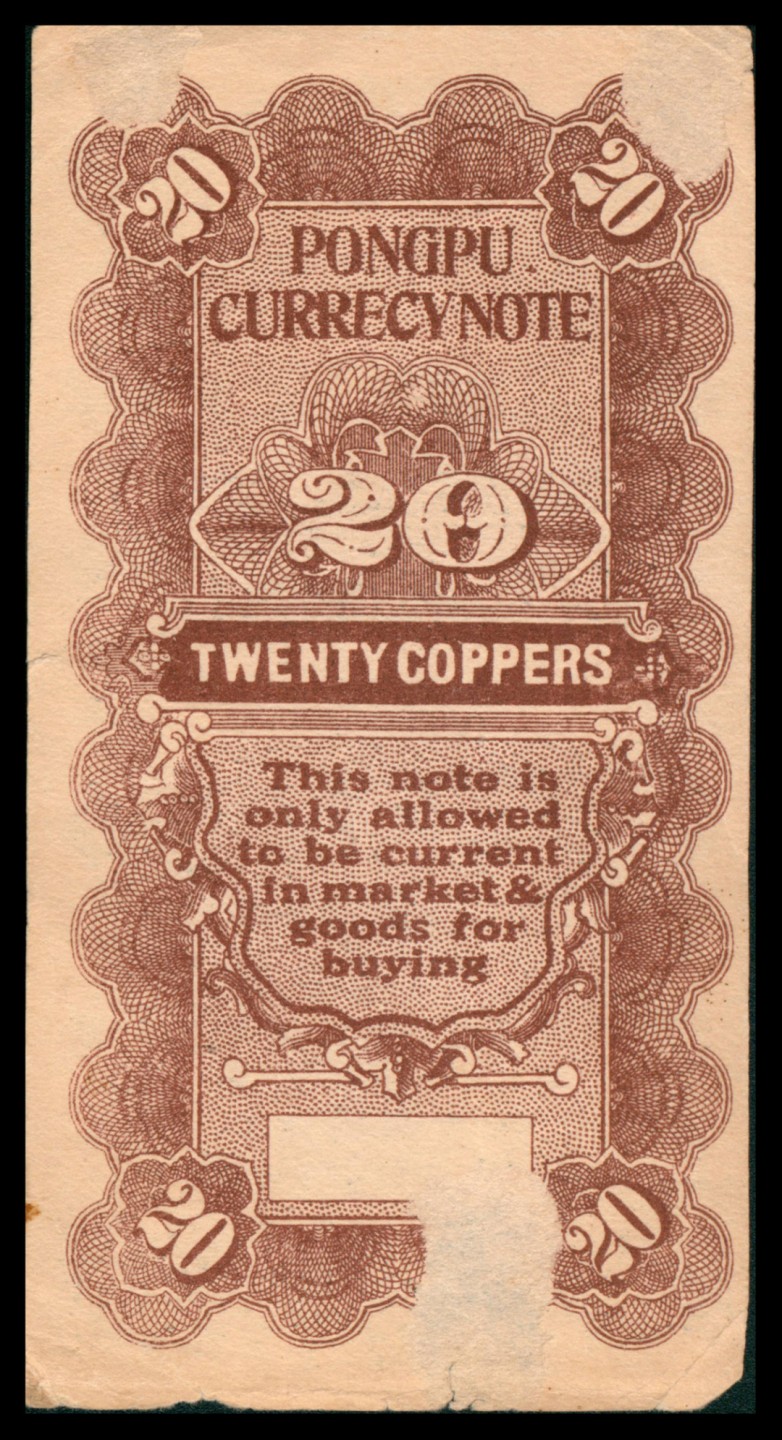 20 20
PONGPU.
CURRECYNOTE
20
TWENTY COPPERS
This note is
only allowed
to be current
in market &
goods for
buying
20 20